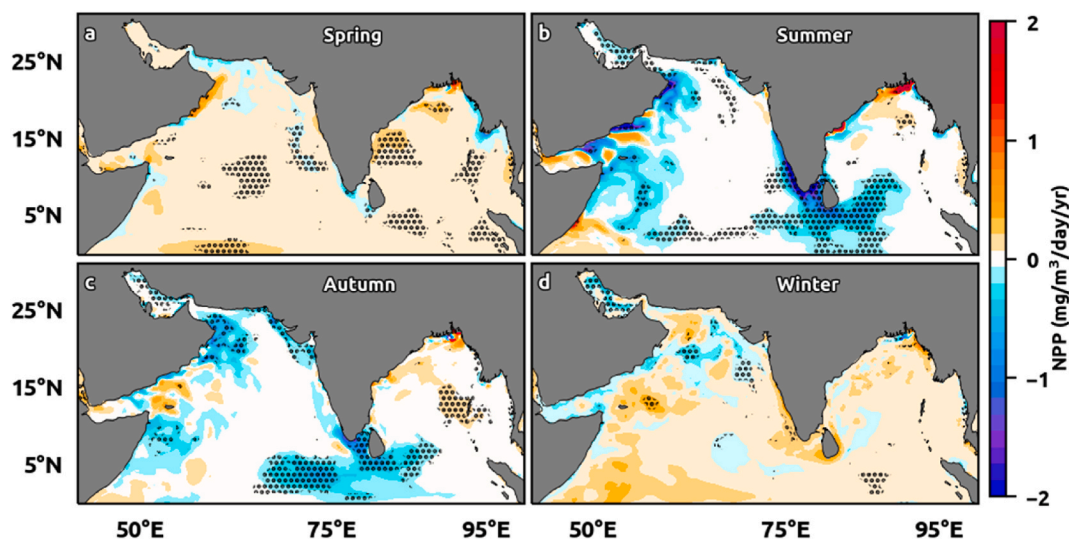 a Spring
b Summer
25°N
15°N
5°N
c Autumn
d Winter
25°N
15°N
5°N
50°E 75°E 95°E 50°E 75°E 95°E
2
1
0
−1
−2
NPP (mg/m³/day/yr)